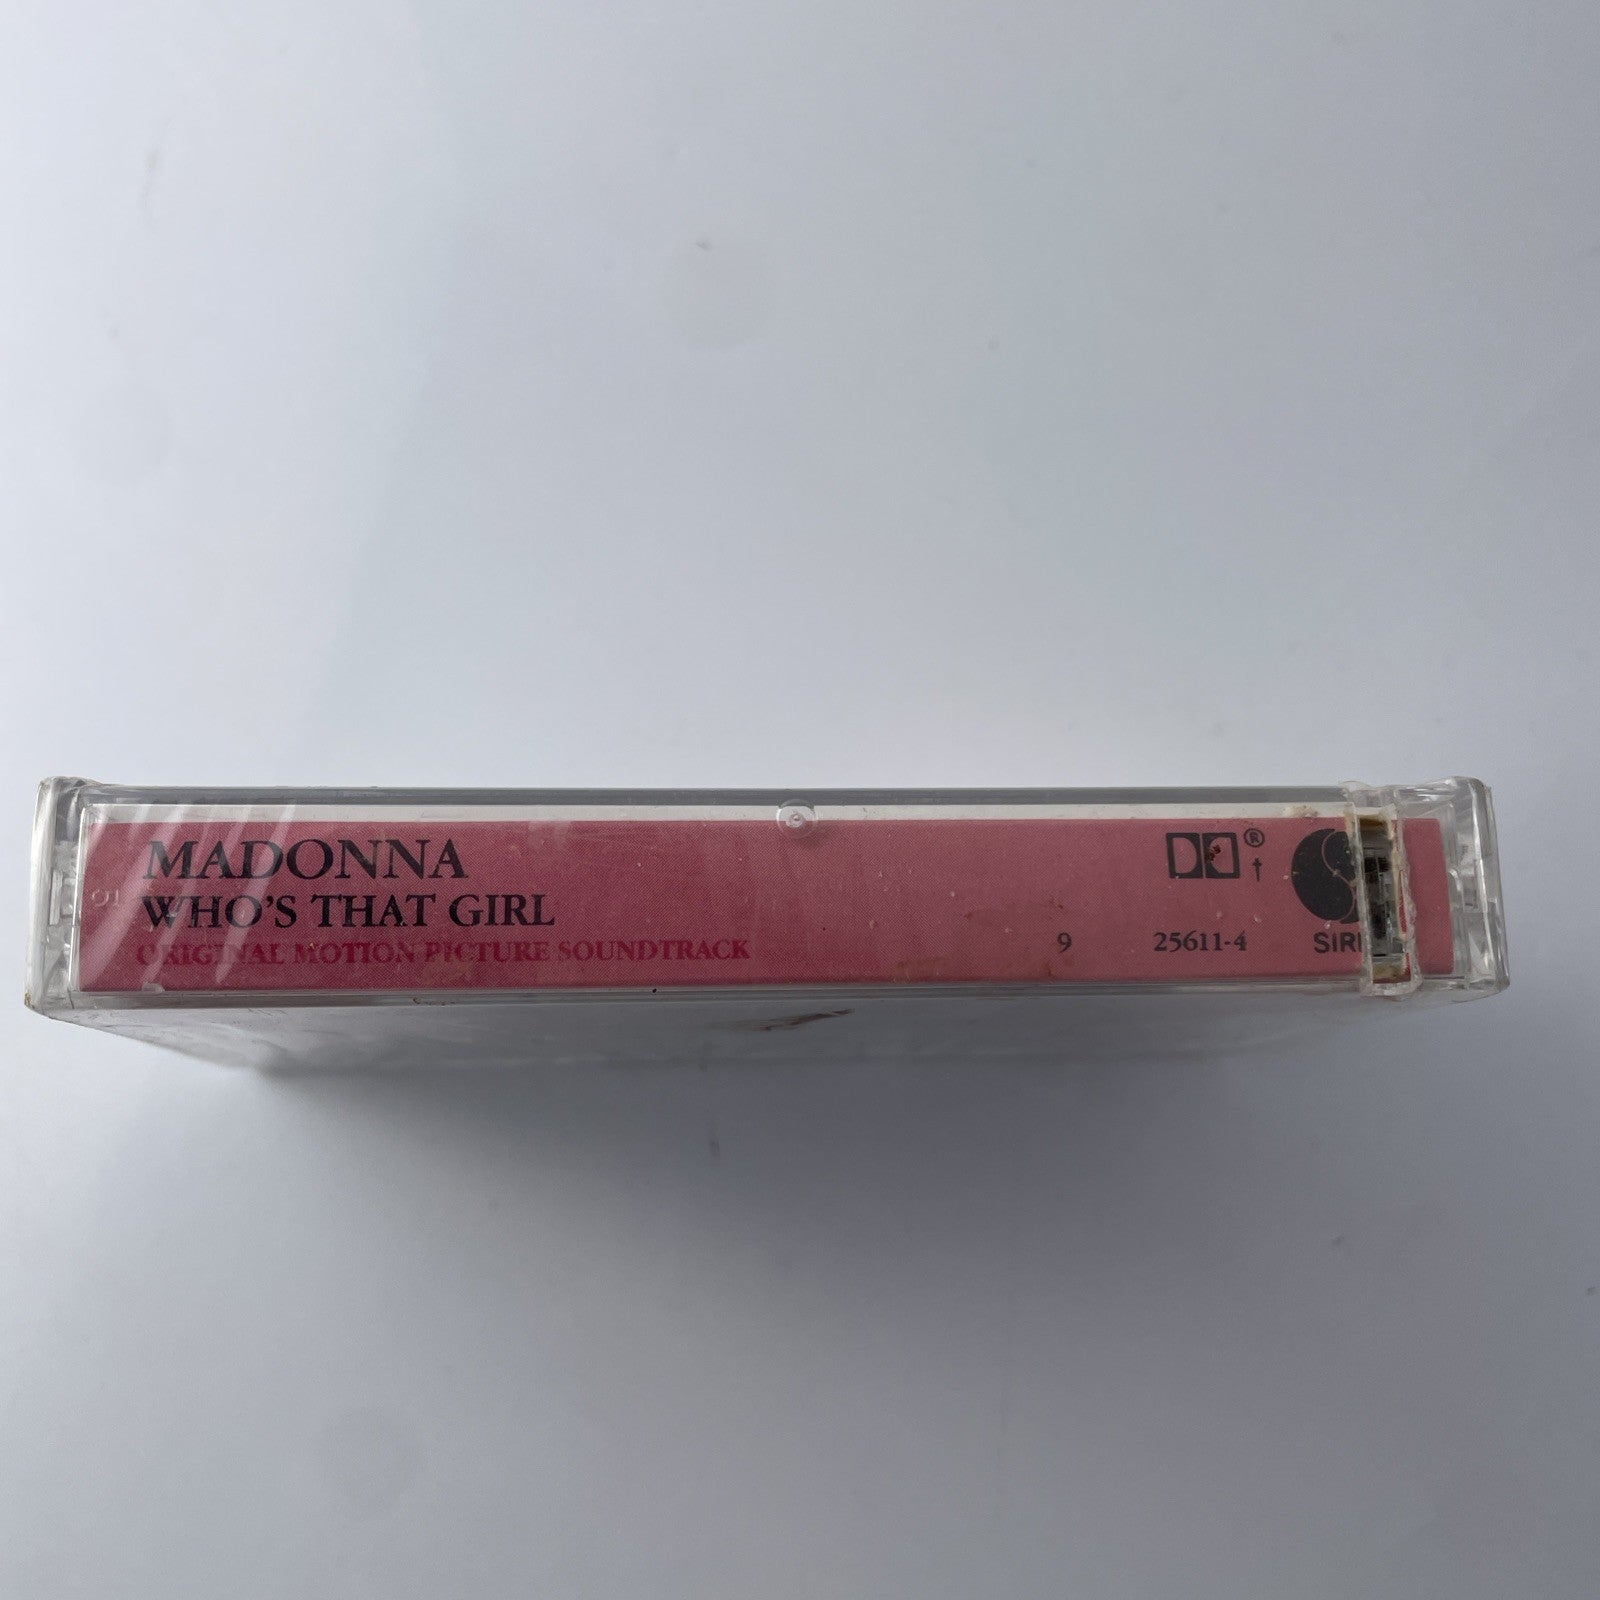 MADONNA
WHO'S THAT GIRL
ORIGINAL MOTION PICTURE SOUNDTRACK
9 25611-4
® †